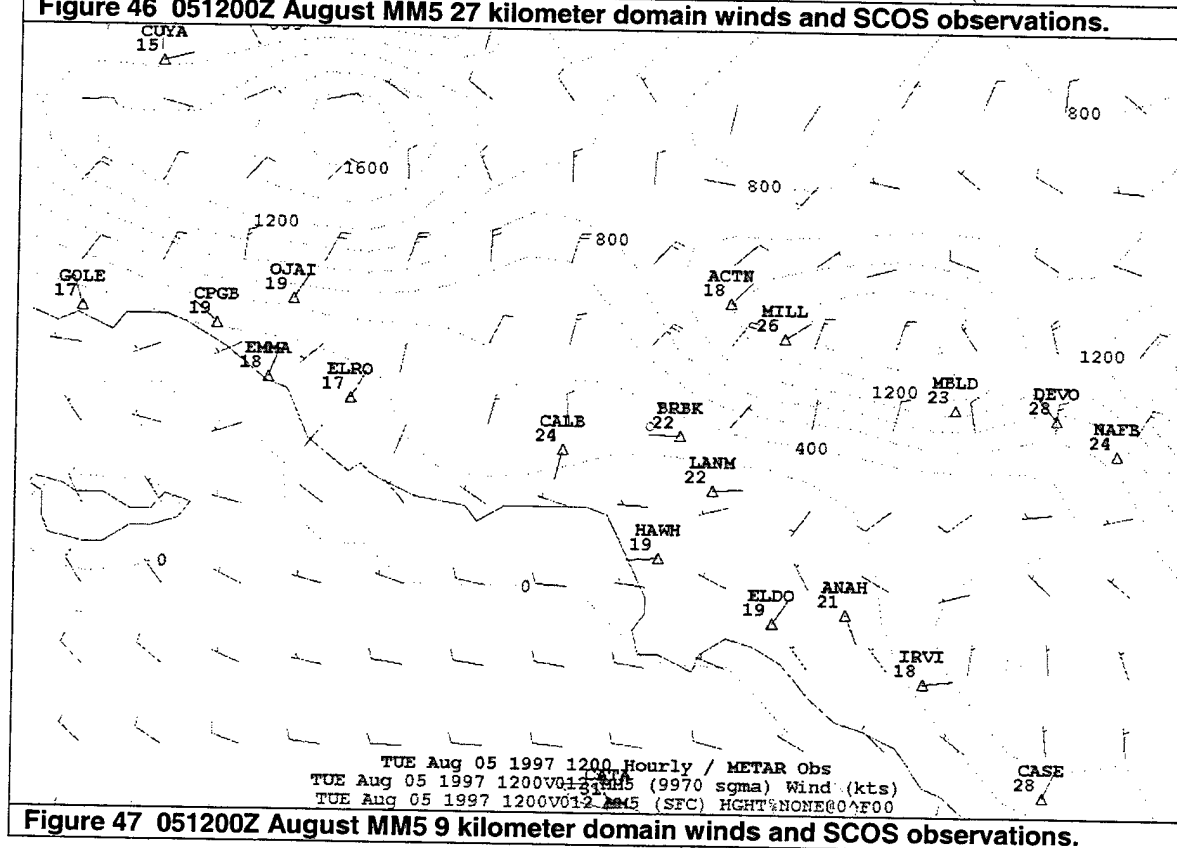 Figure 46 051200Z August MM5 27 kilometer domain winds and SCOS observations.
CUYA
15
800
1600
800
1200
800
GOLE
17
CPGB
19
OJAI
19
ACTN
18
MILL
26
EMMA
18
ELRO
17
1200
1200
MBLD
23
DEVO
28
NAFB
24
CALB
24
BRBK
22
400
LANM
22
HAWH
19
0
0
ELDO
19
ANAH
21
IRVI
18
CASE
28
CATA
31
TUE Aug 05 1997 1200 Hourly / METAR Obs
TUE Aug 05 1997 1200V012 MM5 (9970 sgma) Wind (kts)
TUE Aug 05 1997 1200V012 MM5 (SFC) HGHT%NONE@0^F00
Figure 47 051200Z August MM5 9 kilometer domain winds and SCOS observations.